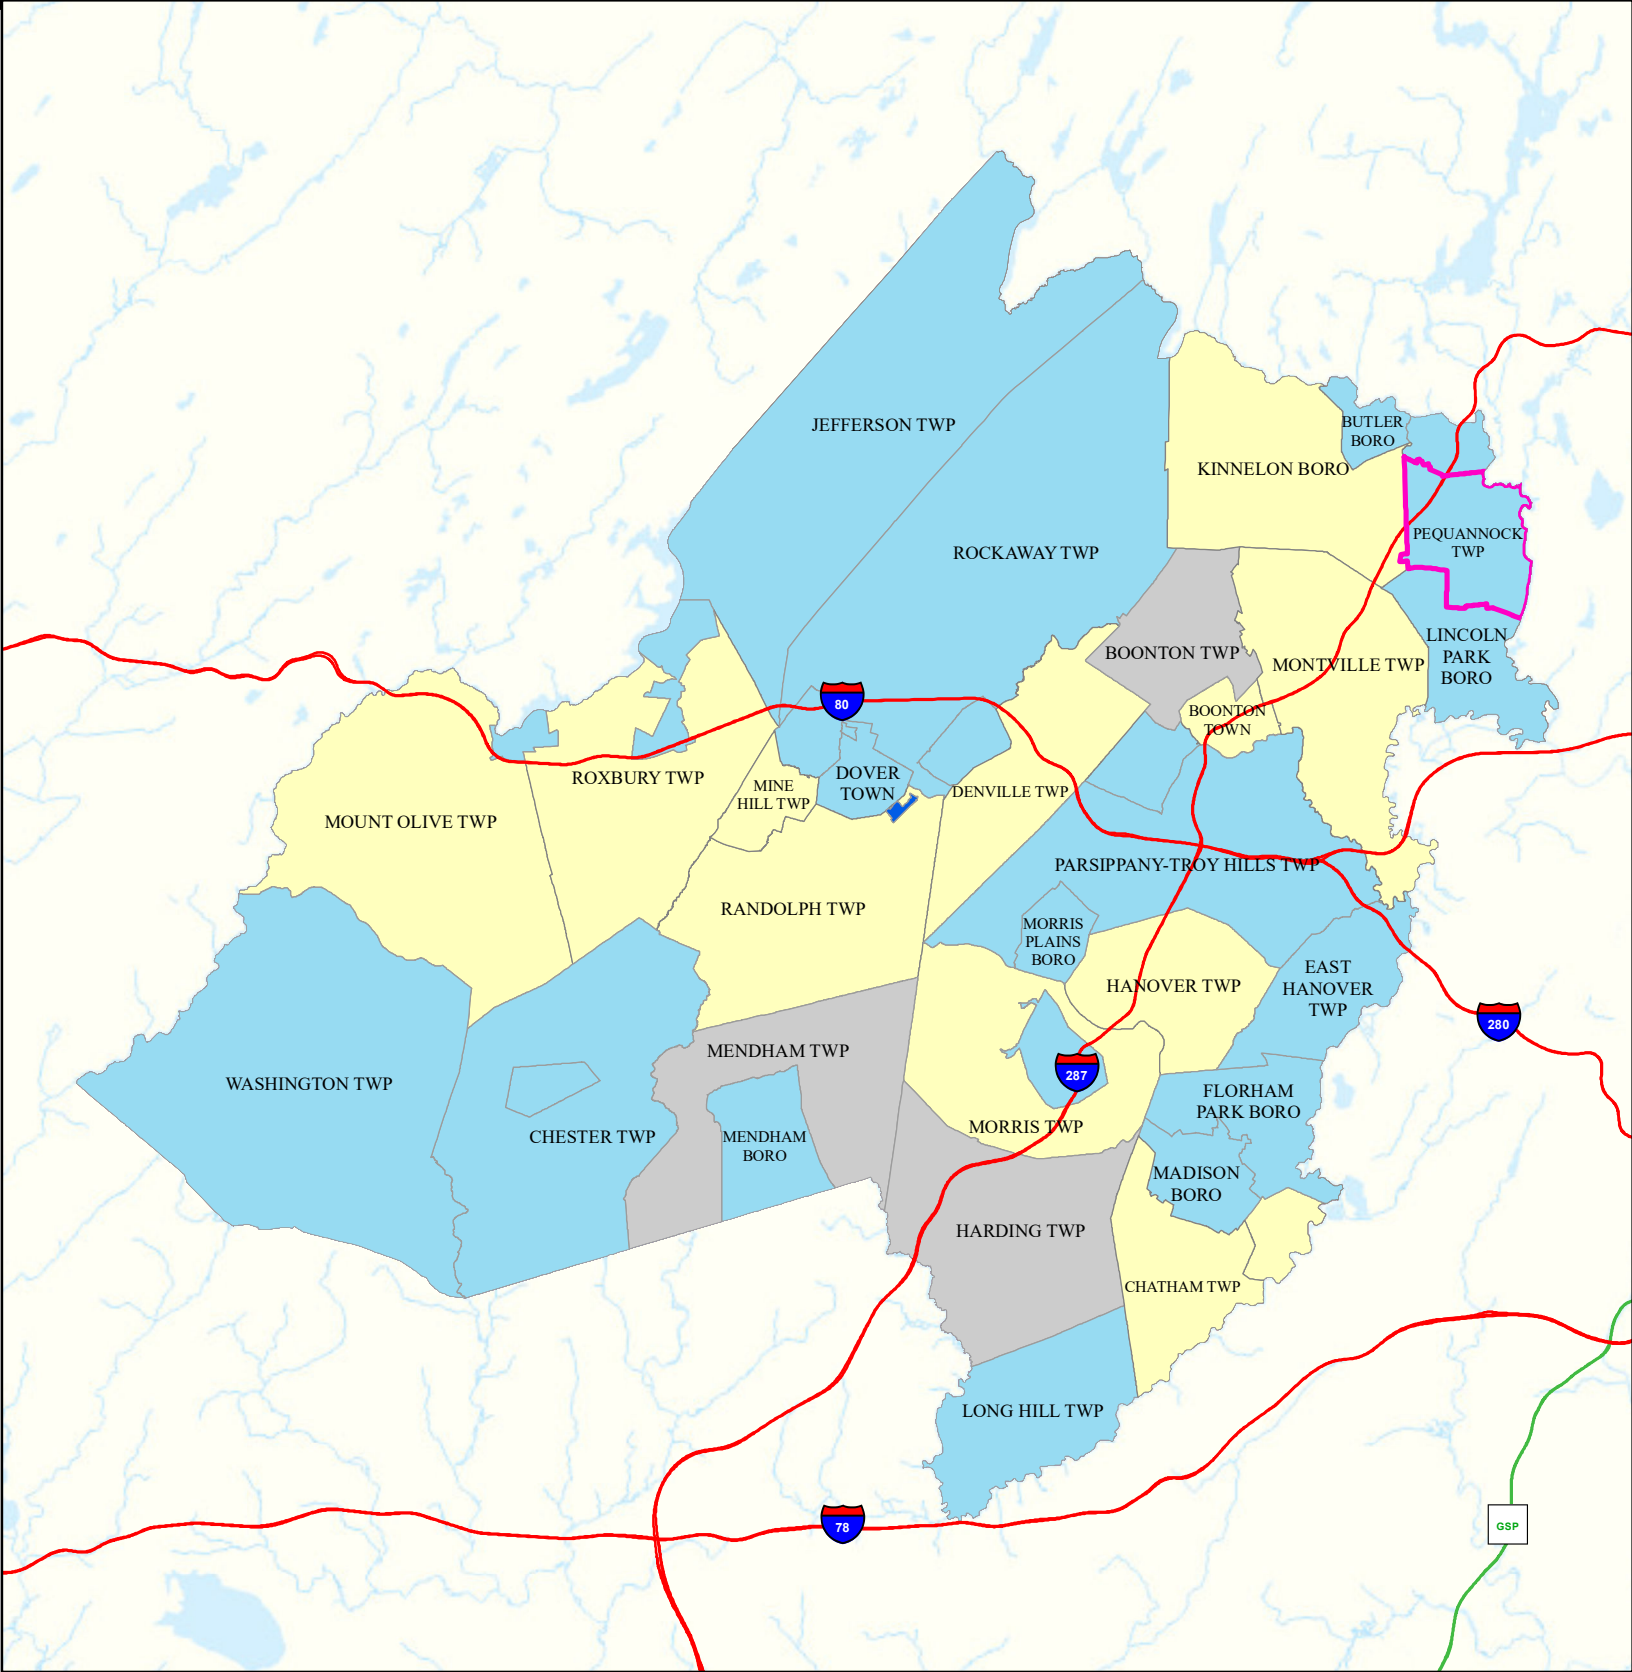 JEFFERSON TWP
BUTLER
BORO
KINNELON BORO
PEQUANNOCK
TWP
ROCKAWAY TWP
LINCOLN
PARK
BORO
BOONTON TWP
MONTVILLE TWP
80
BOONTON
TOWN
ROXBURY TWP
DOVER
TOWN
MINE
HILL TWP
DENVILLE TWP
MOUNT OLIVE TWP
PARSIPPANY-TROY HILLS TWP
RANDOLPH TWP
MORRIS
PLAINS
BORO
EAST
HANOVER
TWP
HANOVER TWP
280
MENDHAM TWP
287
WASHINGTON TWP
FLORHAM
PARK BORO
MORRIS TWP
CHESTER TWP
MENDHAM
BORO
MADISON
BORO
HARDING TWP
CHATHAM TWP
LONG HILL TWP
78
GSP